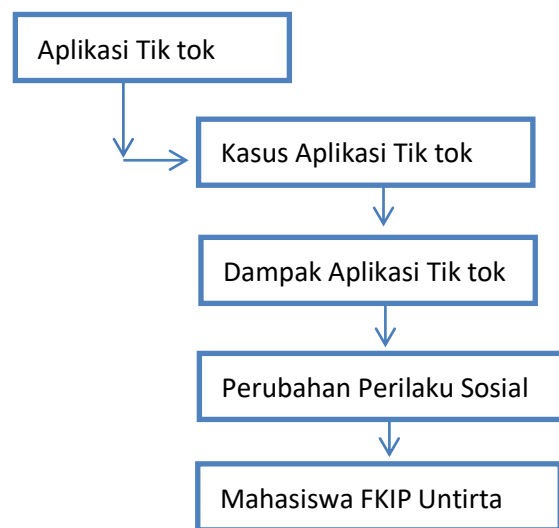 Aplikasi Tik tok
Kasus Aplikasi Tik tok
Dampak Aplikasi Tik tok
Perubahan Perilaku Sosial
Mahasiswa FKIP Untirta